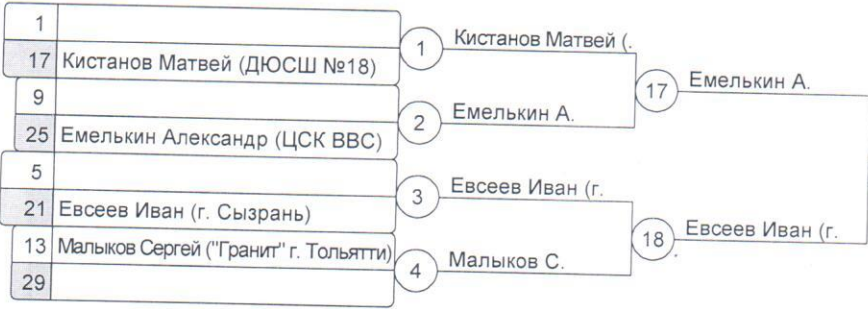 1
17 Кистанов Матвей (ДЮСШ №18)
1
Кистанов Матвей (.
9
25 Емелькин Александр (ЦСК ВВС)
2
Емелькин А.
17
Емелькин А.
5
21 Евсеев Иван (г. Сызрань)
3
Евсеев Иван (г.
13 Малыков Сергей ("Гранит" г. Тольятти)
29
4
Малыков С.
18
Евсеев Иван (г.